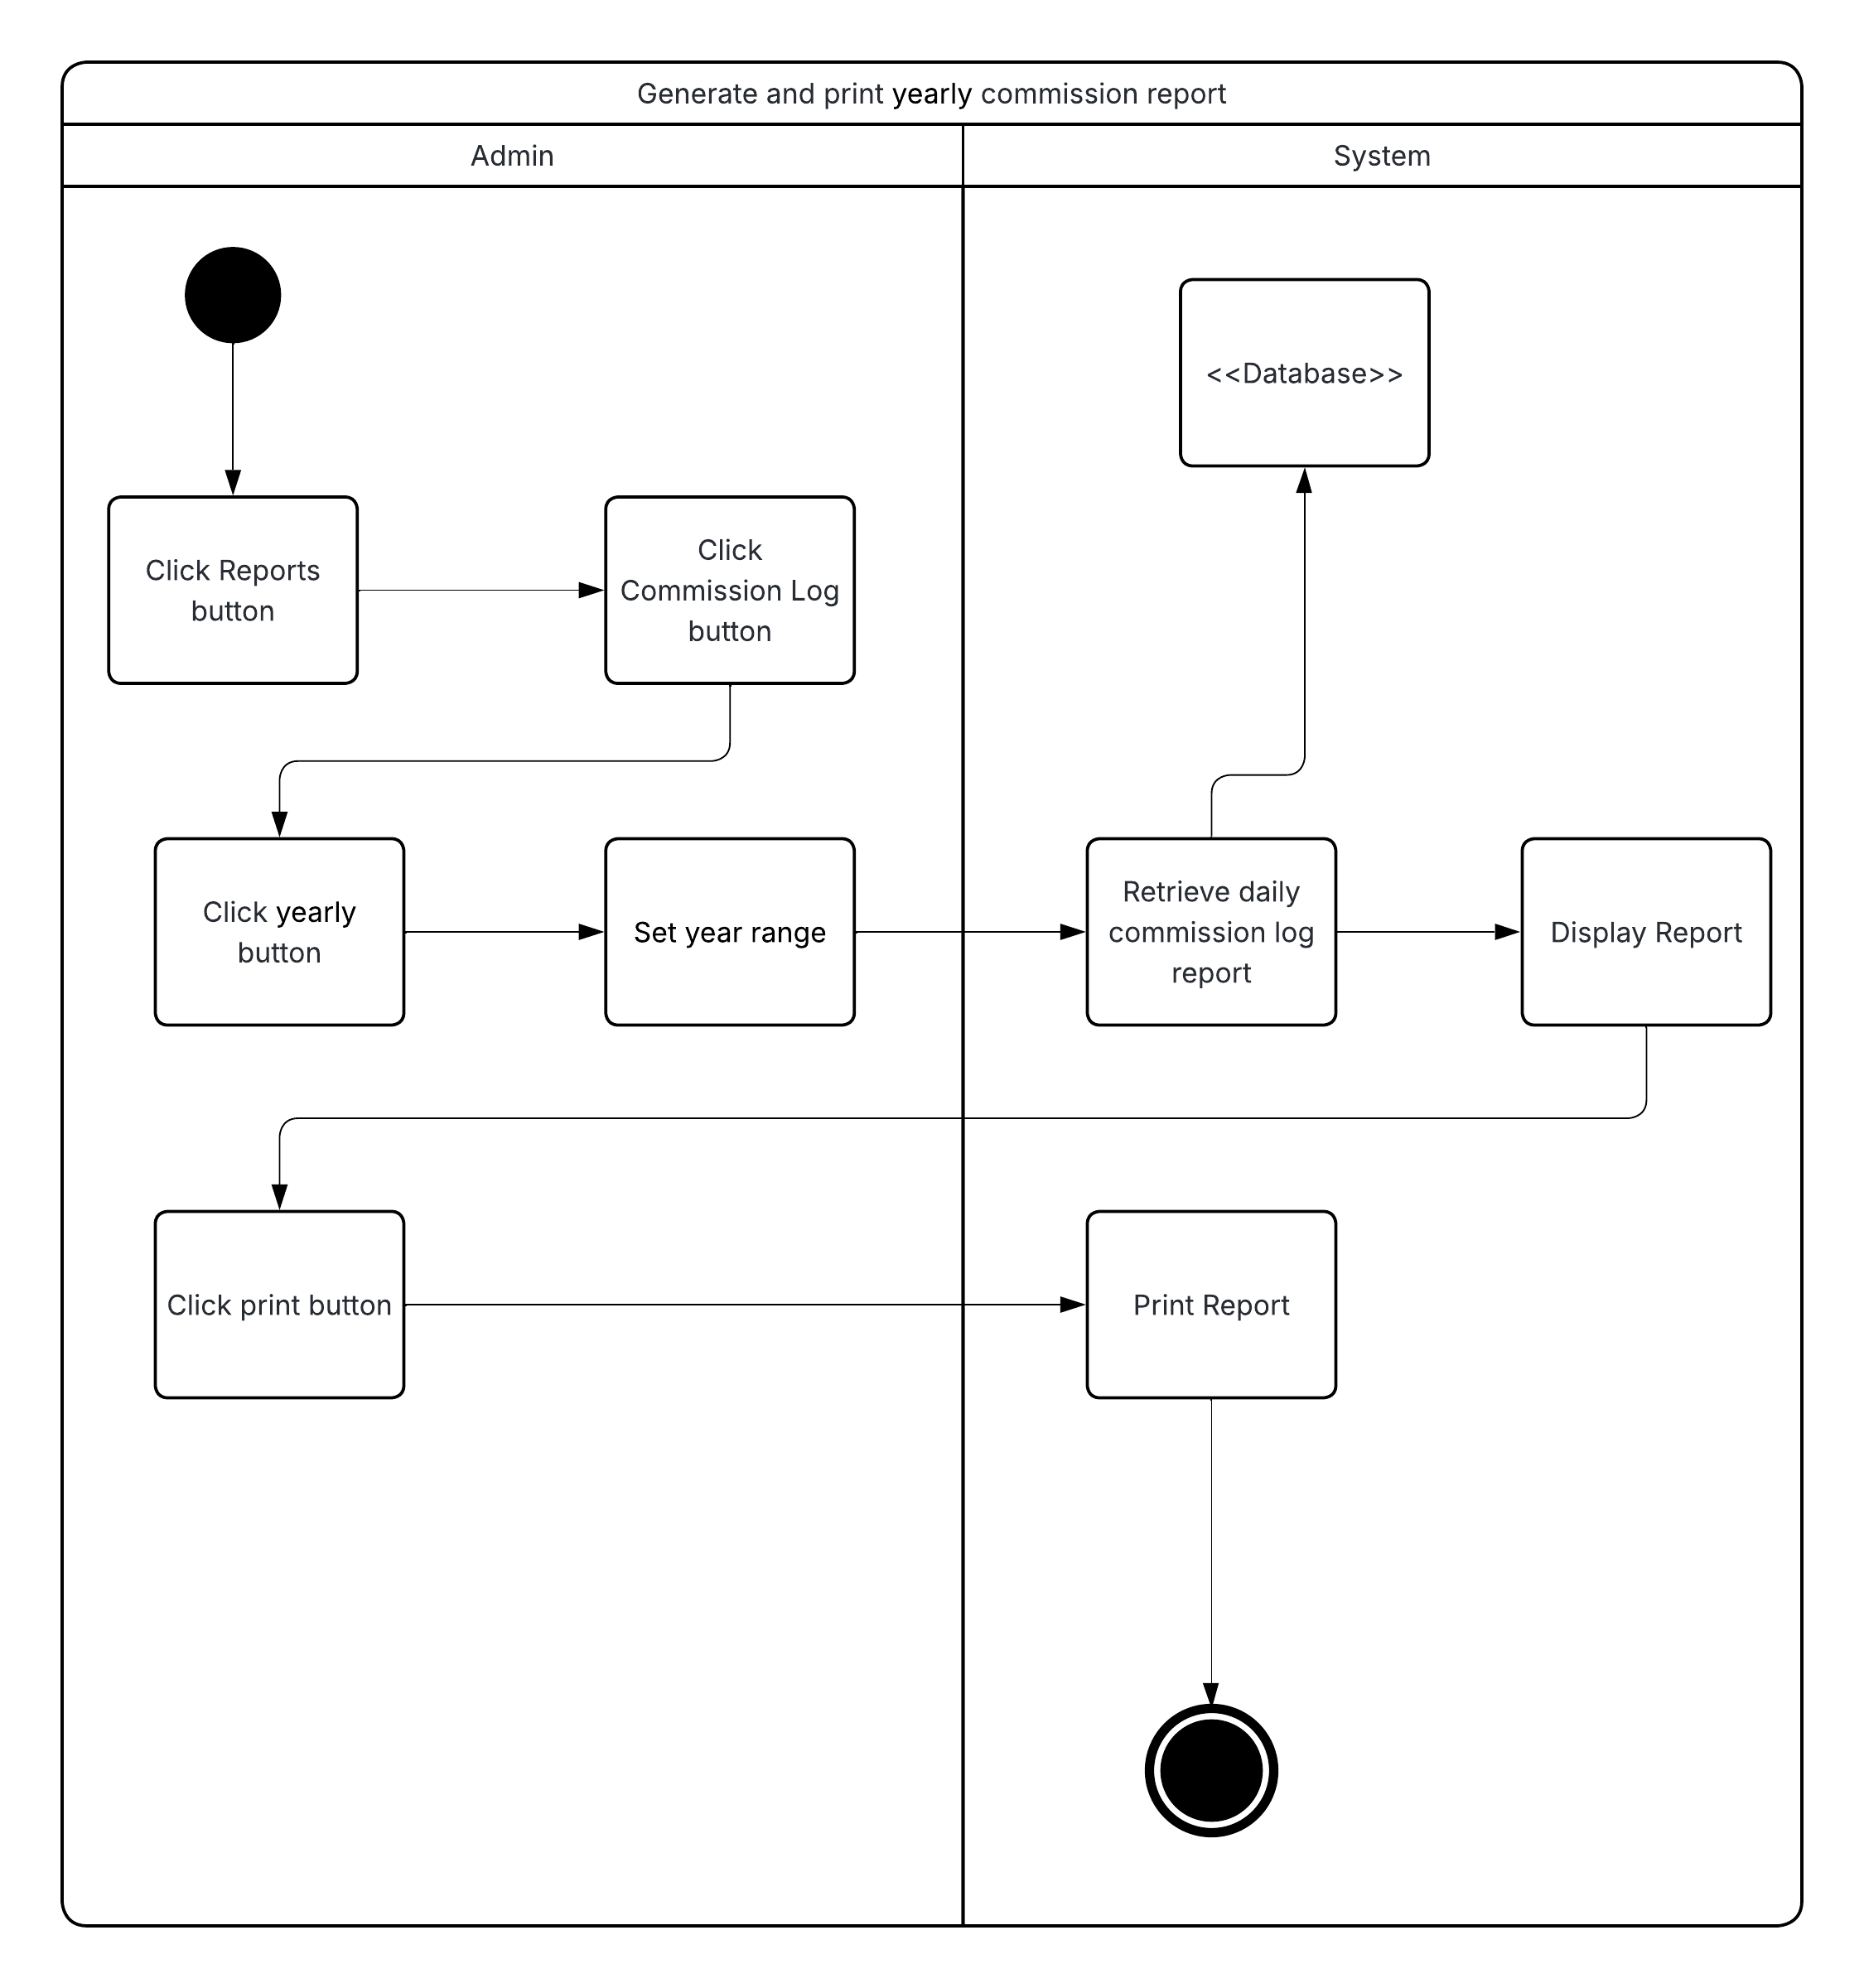 Generate and print yearly commission report
Admin
System
<<Database>>
Click Reports
button
Click
Commission Log
button
Click yearly
button
Set year range
Retrieve daily
commission log
report
Display Report
Click print button
Print Report